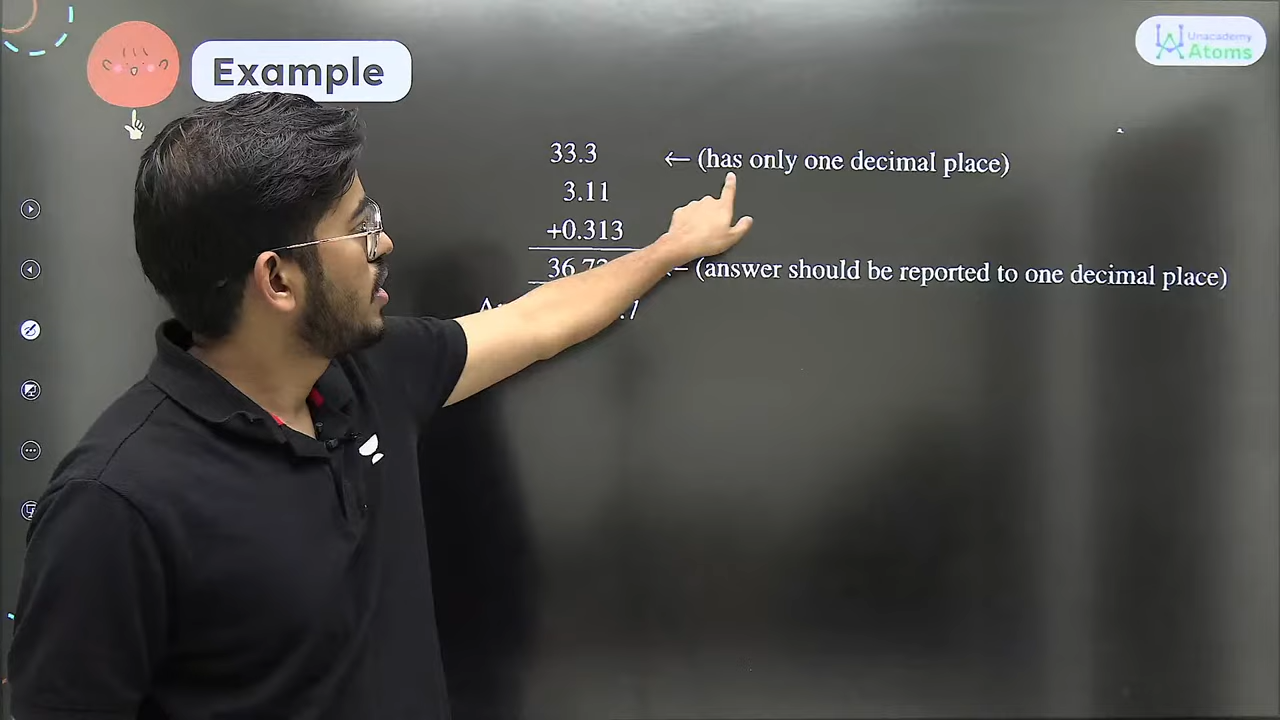 Example
Unacademy
Atoms
33.3 ← (has only one decimal place)
3.11
+0.313
(answer should be reported to one decimal place)